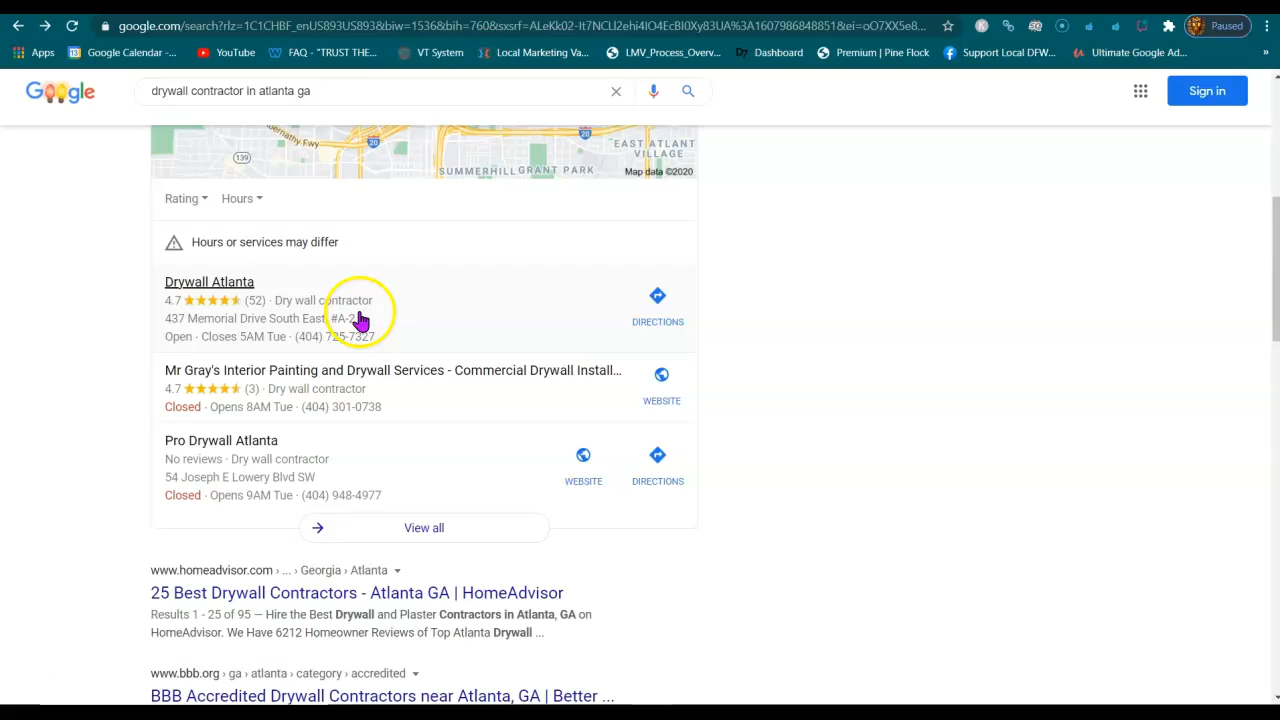 google.com/search?rlz=1C1CHBF_enUS893US893&biw=1536&bih=760&sxsrf=ALeKk02-It7NCLl2ehi4IO4EcBI0Xy83UA%3A1607986848851&ei=oO7XX5e8...
Paused
Apps
Google Calendar -...
YouTube
FAQ - "TRUST THE...
VT System
Local Marketing Va...
LMV_Process_Overv...
Dashboard
Premium | Pine Flock
Support Local DFW...
Ultimate Google Ad...
»
Google
drywall contractor in atlanta ga
Sign in
139
20
20
EAST ATLANT
VILLAGE
SUMMERHILL
GRANT PARK
Map data ©2020
Rating
Hours
Hours or services may differ
Drywall Atlanta
4.7 (52) · Dry wall contractor
437 Memorial Drive South East, #A-2
Open · Closes 5AM Tue · (404) 725-7327
DIRECTIONS
Mr Gray's Interior Painting and Drywall Services - Commercial Drywall Install...
4.7 (3) · Dry wall contractor
Closed · Opens 8AM Tue · (404) 301-0738
WEBSITE
Pro Drywall Atlanta
No reviews · Dry wall contractor
54 Joseph E Lowery Blvd SW
Closed · Opens 9AM Tue · (404) 948-4977
WEBSITE
DIRECTIONS
View all
www.homeadvisor.com › ... › Georgia › Atlanta
25 Best Drywall Contractors - Atlanta GA | HomeAdvisor
Results 1 - 25 of 95 — Hire the Best Drywall and Plaster Contractors in Atlanta, GA on
HomeAdvisor. We Have 6212 Homeowner Reviews of Top Atlanta Drywall ...
www.bbb.org › ga › atlanta › category › accredited
BBB Accredited Drywall Contractors near Atlanta, GA | Better ...